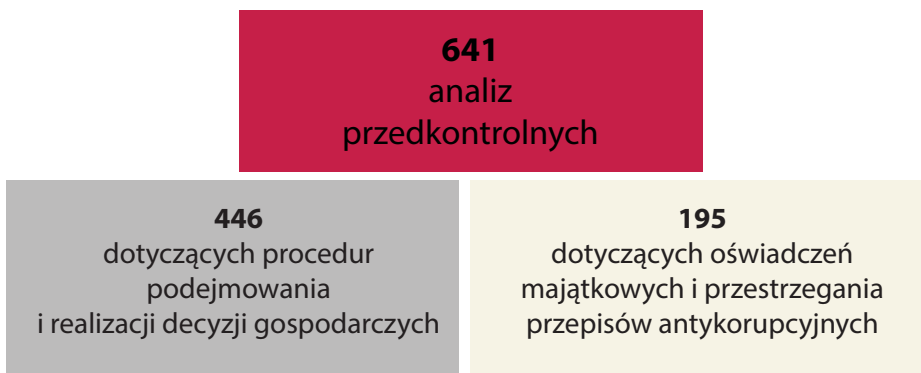 641
analiz
przedkontrolnych
446
dotyczących procedur
podejmowania
i realizacji decyzji gospodarczych
195
dotyczących oświadczeń
majątkowych i przestrzegania
przepisów antykorupcyjnych